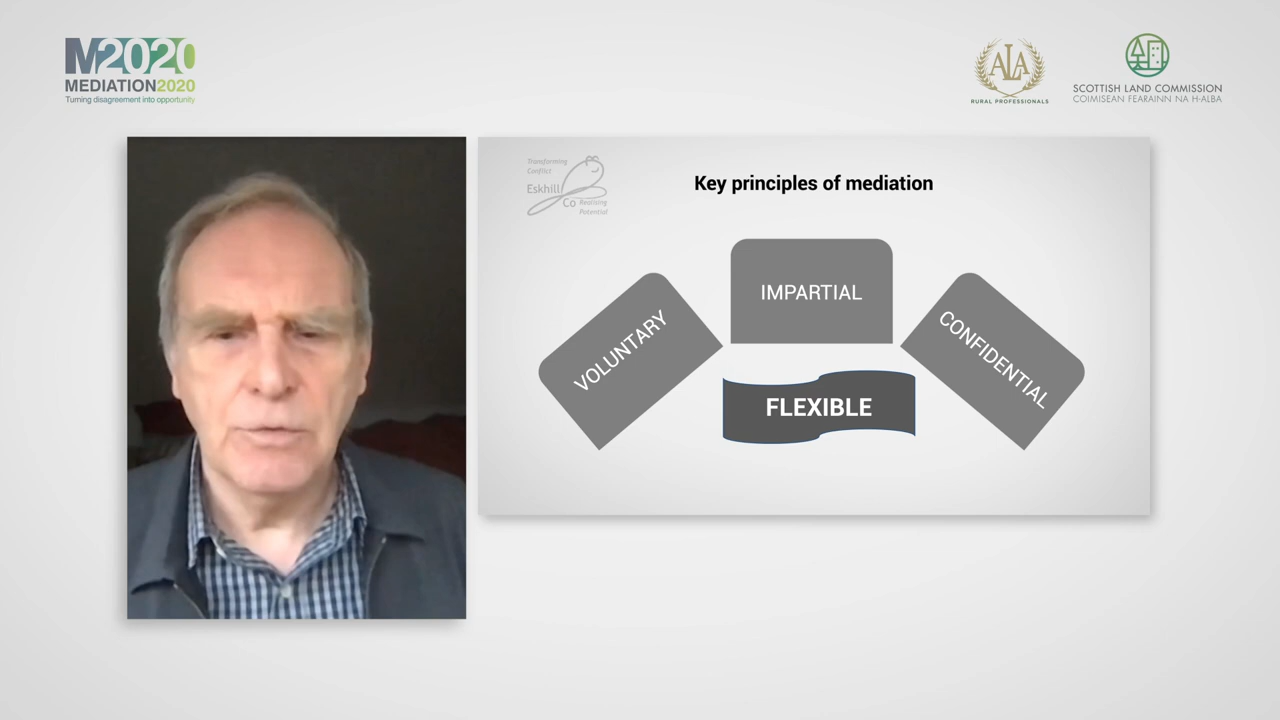 M2020
MEDIATION2020
Turning disagreement into opportunity
ALA
RURAL PROFESSIONALS
SCOTTISH LAND COMMISSION
COIMISEAN FEARAINN NA H-ALBA
Transforming
Conflict
Eskhill
Co Realising
Potential
Key principles of mediation
VOLUNTARY
IMPARTIAL
CONFIDENTIAL
FLEXIBLE